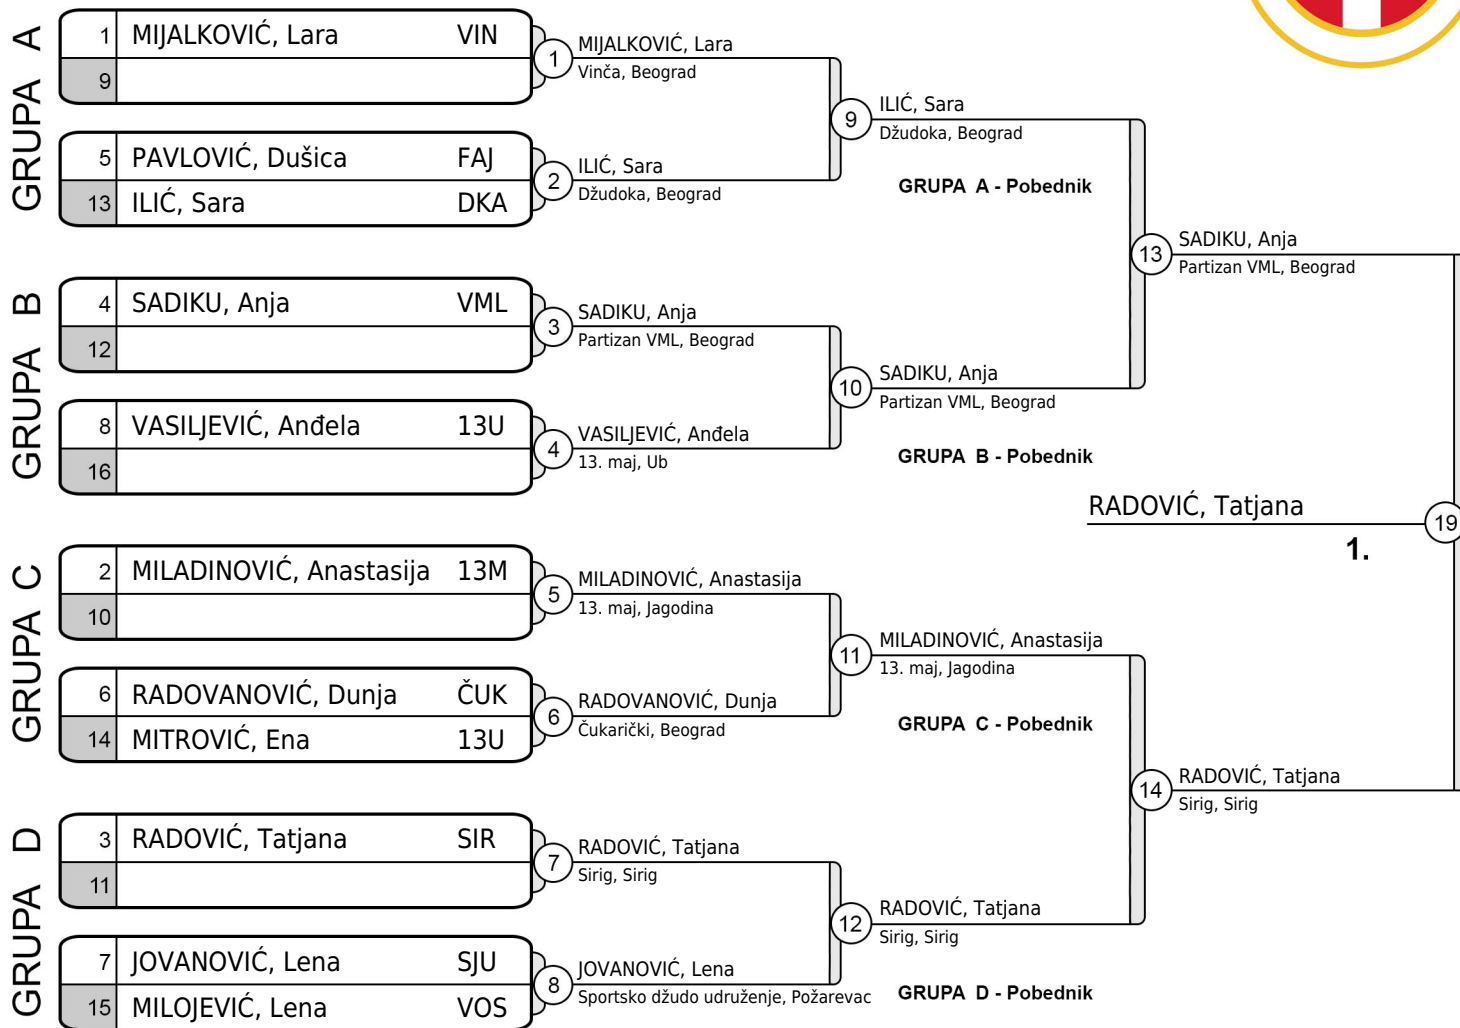 GRUPA A
1 MIJALKOVIĆ, Lara VIN
9
5 PAVLOVIĆ, Dušica FAJ
13 ILIĆ, Sara DKA
GRUPA B
4 SADIKU, Anja VML
12
8 VASILJEVIĆ, Anđela 13U
16
GRUPA C
2 MILADINOVIĆ, Anastasija 13M
10
6 RADOVANOVIĆ, Dunja ČUK
14 MITROVIĆ, Ena 13U
GRUPA D
3 RADOVIĆ, Tatjana SIR
11
7 JOVANOVIĆ, Lena SJU
15 MILOJEVIĆ, Lena VOS
1 MIJALKOVIĆ, Lara
Vinča, Beograd
2 ILIĆ, Sara
Džudoka, Beograd
3 SADIKU, Anja
Partizan VML, Beograd
4 VASILJEVIĆ, Anđela
13. maj, Ub
5 MILADINOVIĆ, Anastasija
13. maj, Jagodina
6 RADOVANOVIĆ, Dunja
Čukarički, Beograd
7 RADOVIĆ, Tatjana
Sirig, Sirig
8 JOVANOVIĆ, Lena
Sportsko džudo udruženje, Požarevac
9 ILIĆ, Sara
Džudoka, Beograd
GRUPA A - Pobednik
10 SADIKU, Anja
Partizan VML, Beograd
GRUPA B - Pobednik
11 MILADINOVIĆ, Anastasija
13. maj, Jagodina
GRUPA C - Pobednik
12 RADOVIĆ, Tatjana
Sirig, Sirig
GRUPA D - Pobednik
13 SADIKU, Anja
Partizan VML, Beograd
14 RADOVIĆ, Tatjana
Sirig, Sirig
RADOVIĆ, Tatjana 19
1.